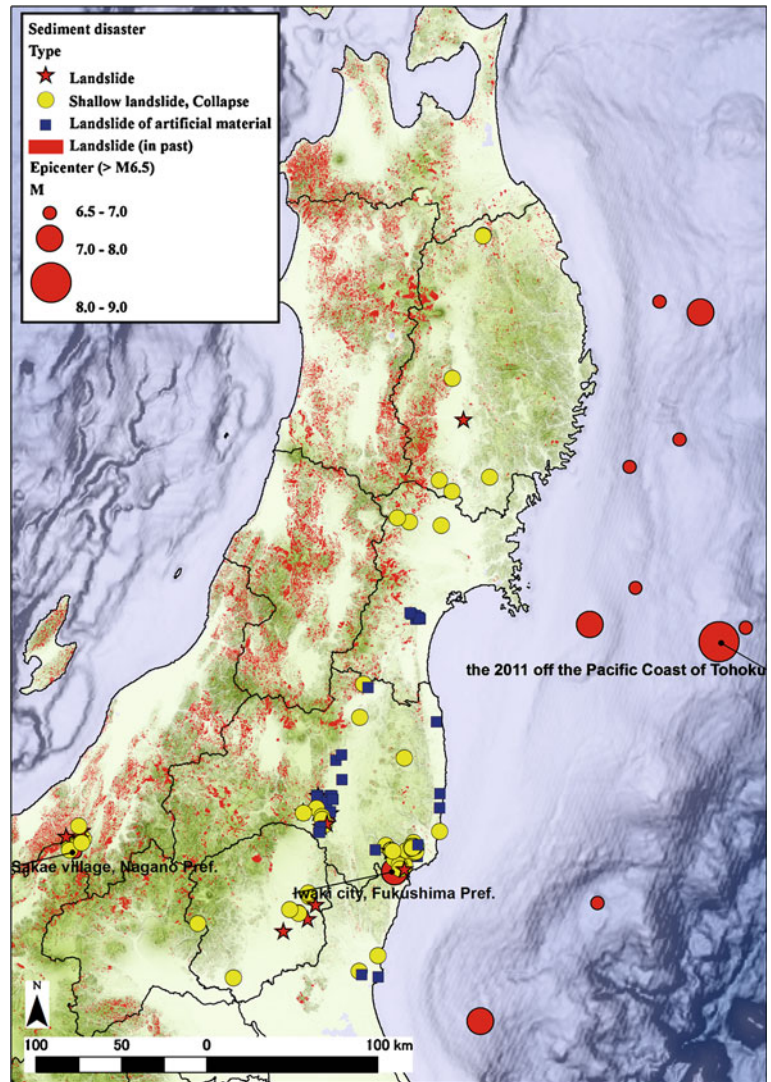 Sediment disaster
Type
Landslide
Shallow landslide, Collapse
Landslide of artificial material
Landslide (in past)
Epicenter (> M6.5)
M
6.5 - 7.0
7.0 - 8.0
8.0 - 9.0
the 2011 off the Pacific Coast of Tohoku
Sakae village, Nagano Pref.
Iwaki city, Fukushima Pref.
N
100 50 0 100 km